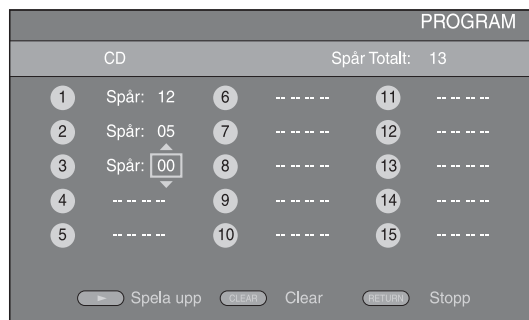 PROGRAM
CD Spår Totalt: 13
1 Spår: 12 6 -- -- -- -- 11 -- -- -- --
2 Spår: 05 7 -- -- -- -- 12 -- -- -- --
3 Spår: 00 8 -- -- -- -- 13 -- -- -- --
4 -- -- -- -- 9 -- -- -- -- 14 -- -- -- --
5 -- -- -- -- 10 -- -- -- -- 15 -- -- -- --
Spela upp CLEAR Clear RETURN Stopp